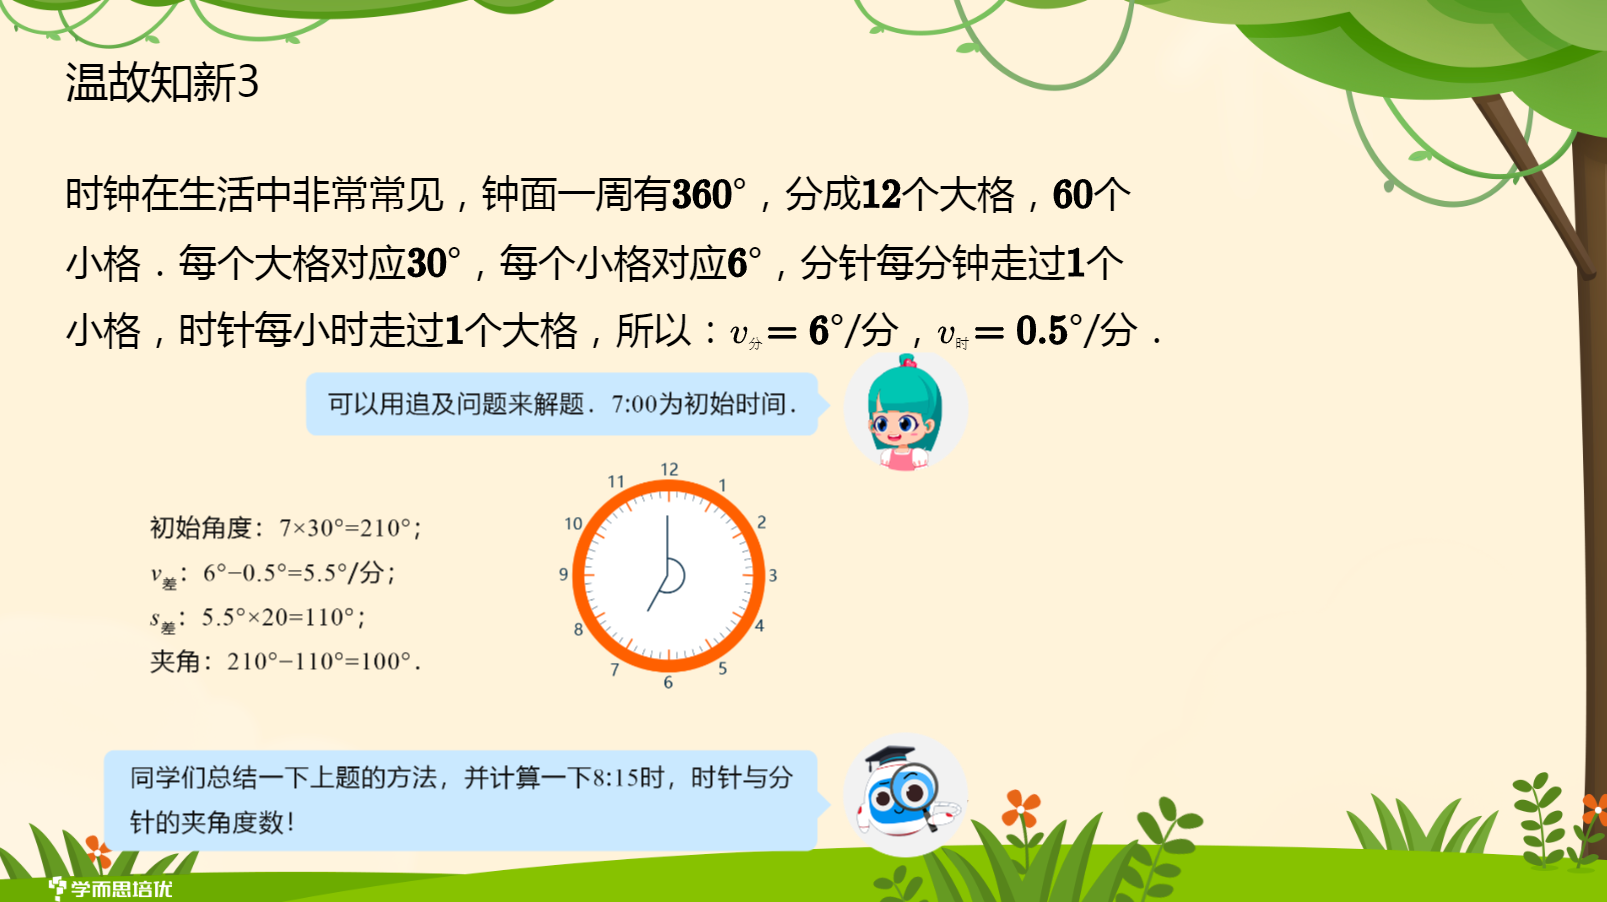 温故知新3
时钟在生活中非常常见，钟面一周有360°，分成12个大格，60个
小格．每个大格对应30°，每个小格对应6°，分针每分钟走过1个
小格，时针每小时走过1个大格，所以：v分＝6°/分，v时＝0.5°/分．
可以用追及问题来解题．7:00为初始时间．
初始角度：7×30°=210°；
v差：6°−0.5°=5.5°/分；
s差：5.5°×20=110°；
夹角：210°−110°=100°．
12
11
1
10
2
9
3
8
4
7
5
6
同学们总结一下上题的方法，并计算一下8:15时，时针与分
针的夹角度数！
学而思培优